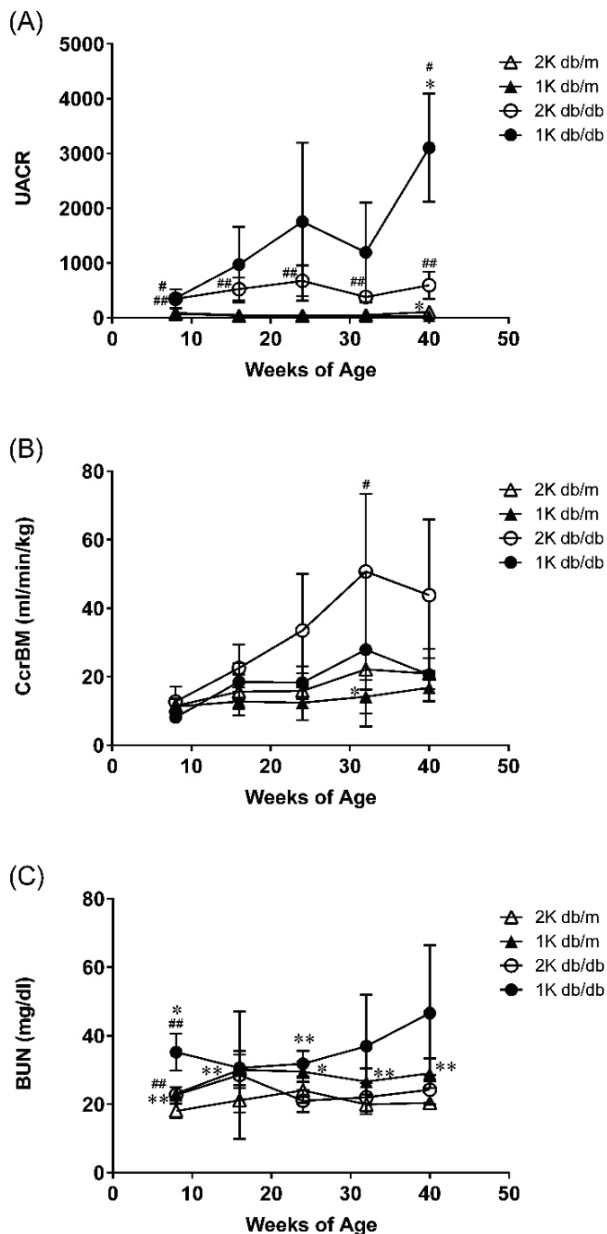 (A)
5000
4000
3000
2000
1000
0
UACR
#
*
#
##
##
##
##
##
*
0 10 20 30 40 50
Weeks of Age
2K db/m
1K db/m
2K db/db
1K db/db
(B)
80
60
40
20
0
CcrBM (ml/min/kg)
#
*
0 10 20 30 40 50
Weeks of Age
2K db/m
1K db/m
2K db/db
1K db/db
(C)
80
60
40
20
0
BUN (mg/dl)
*
##
##
**
**
**
*
**
**
0 10 20 30 40 50
Weeks of Age
2K db/m
1K db/m
2K db/db
1K db/db